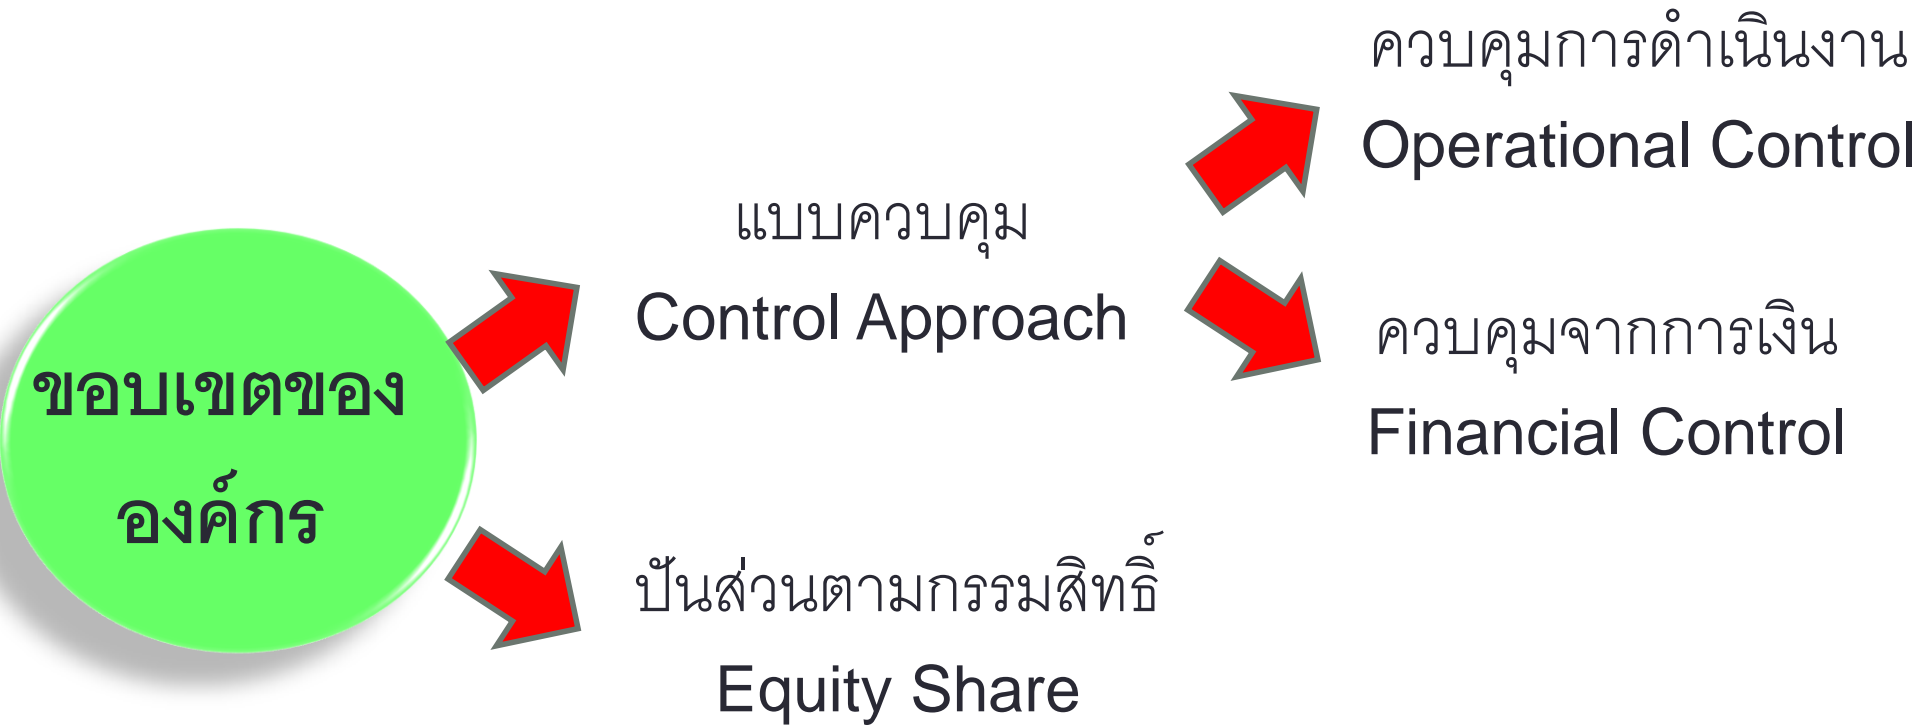 ขอบเขตของ
องค์กร
แบบควบคุม
Control Approach
ควบคุมการดำเนินงาน
Operational Control
ควบคุมจากการเงิน
Financial Control
ปันส่วนตามกรรมสิทธิ์
Equity Share